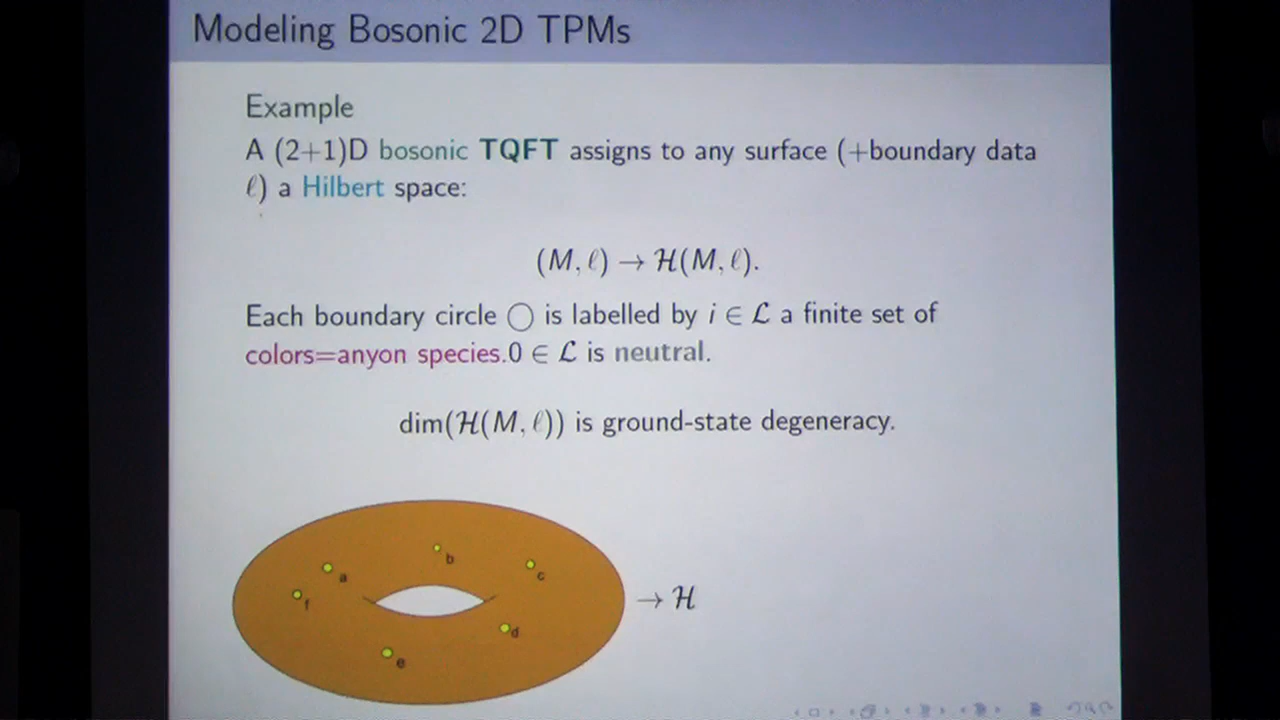 Modeling Bosonic 2D TPMs
Example
A (2+1)D bosonic TQFT assigns to any surface (+boundary data
ℓ) a Hilbert space:
(M, ℓ) → ℋ(M, ℓ).
Each boundary circle ◯ is labelled by i ∈ ℒ a finite set of
colors=anyon species.0 ∈ ℒ is neutral.
dim(ℋ(M, ℓ)) is ground-state degeneracy.
a b c
f → ℋ
d
e